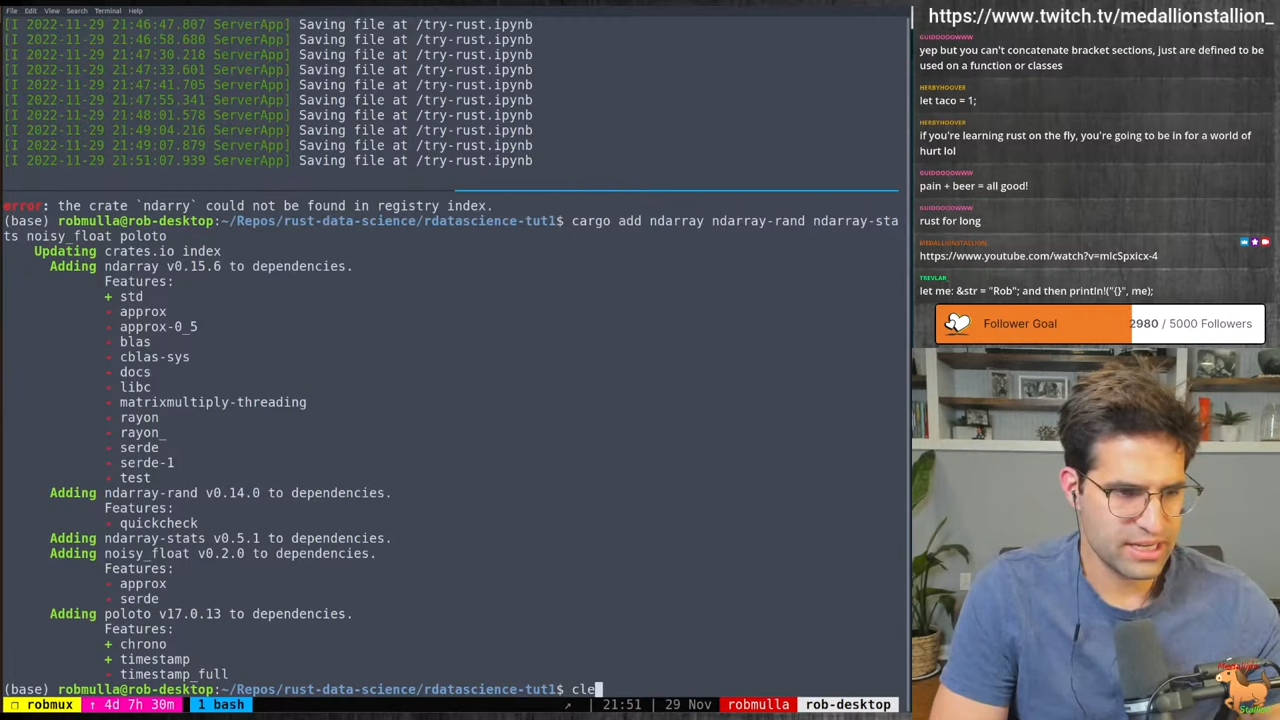 File Edit View Search Terminal Help
[I 2022-11-29 21:46:47.807 ServerApp] Saving file at /try-rust.ipynb
[I 2022-11-29 21:46:58.680 ServerApp] Saving file at /try-rust.ipynb
[I 2022-11-29 21:47:30.218 ServerApp] Saving file at /try-rust.ipynb
[I 2022-11-29 21:47:33.601 ServerApp] Saving file at /try-rust.ipynb
[I 2022-11-29 21:47:41.705 ServerApp] Saving file at /try-rust.ipynb
[I 2022-11-29 21:47:55.341 ServerApp] Saving file at /try-rust.ipynb
[I 2022-11-29 21:48:01.578 ServerApp] Saving file at /try-rust.ipynb
[I 2022-11-29 21:49:04.216 ServerApp] Saving file at /try-rust.ipynb
[I 2022-11-29 21:49:07.879 ServerApp] Saving file at /try-rust.ipynb
[I 2022-11-29 21:51:07.939 ServerApp] Saving file at /try-rust.ipynb
error: the crate `ndarry` could not be found in registry index.
(base) robmulla@rob-desktop:~/Repos/rust-data-science/rdatascience-tut1$ cargo add ndarray ndarray-rand ndarray-sta
ts noisy_float poloto
Updating crates.io index
Adding ndarray v0.15.6 to dependencies.
Features:
+ std
- approx
- approx-0_5
- blas
- cblas-sys
- docs
- libc
- matrixmultiply-threading
- rayon
- rayon_
- serde
- serde-1
- test
Adding ndarray-rand v0.14.0 to dependencies.
Features:
- quickcheck
Adding ndarray-stats v0.5.1 to dependencies.
Adding noisy_float v0.2.0 to dependencies.
Features:
- approx
- serde
Adding poloto v17.0.13 to dependencies.
Features:
+ chrono
+ timestamp
- timestamp_full
(base) robmulla@rob-desktop:~/Repos/rust-data-science/rdatascience-tut1$ cle
robmux ↑ 4d 7h 30m 1 bash ↗ | 21:51 | 29 Nov robmulla rob-desktop
https://www.twitch.tv/medallionstallion_
GUIDOOOOWWW
yep but you can't concatenate bracket sections, just are defined to be
used on a function or classes
HERBYHOOVER
let taco = 1;
HERBYHOOVER
if you're learning rust on the fly, you're going to be in for a world of
hurt lol
GUIDOOOOWWW
pain + beer = all good!
GUIDOOOOWWW
rust for long
MEDALLIONSTALLION_
https://www.youtube.com/watch?v=mlcSpxicx-4
TREVLAR_
let me: &str = "Rob"; and then println!("{}", me);
Follower Goal 2980 / 5000 Followers
Medallion
Stallion